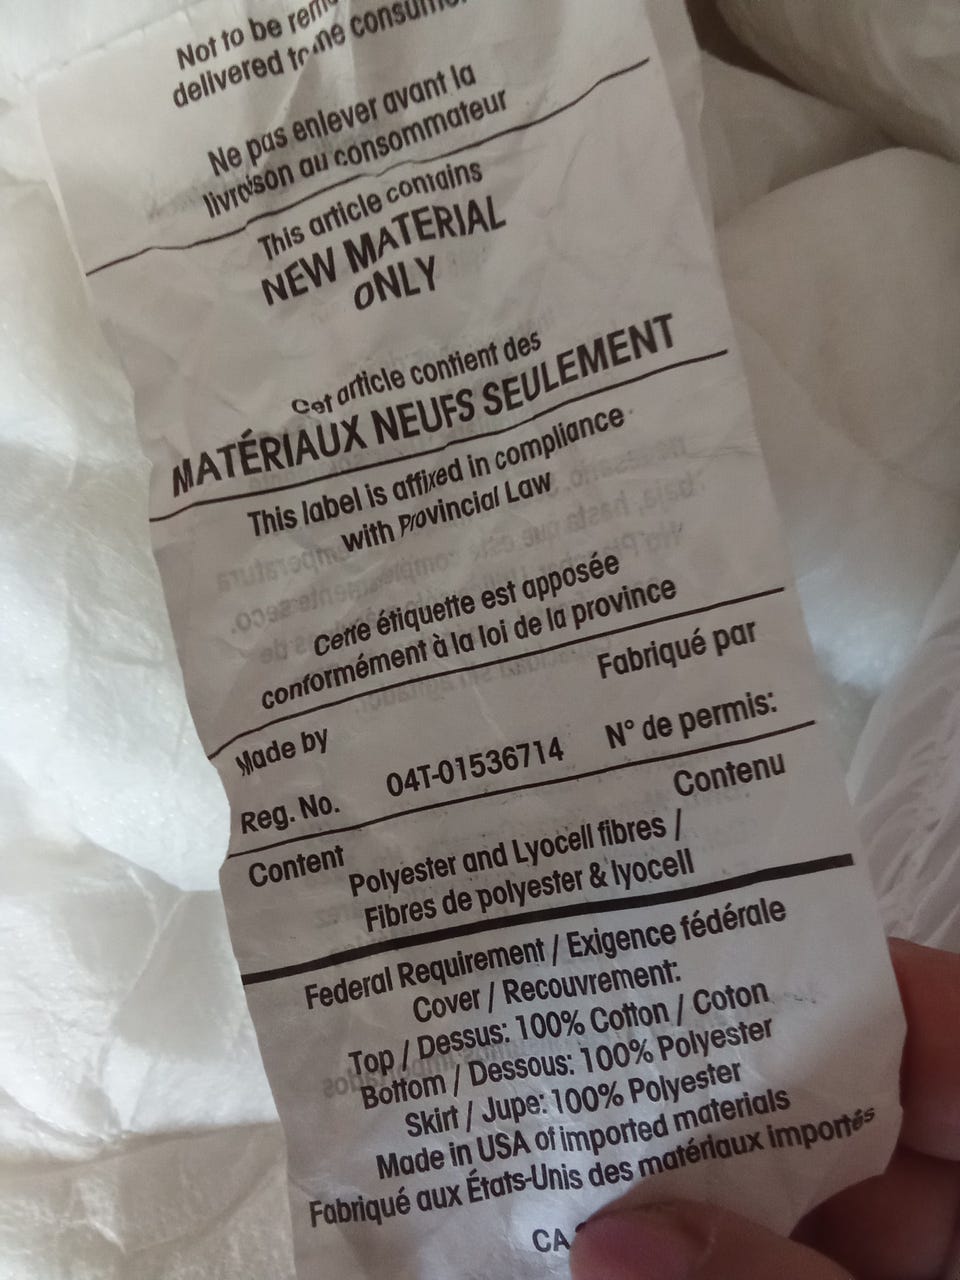 Not to be
delivered to the consumer
Ne pas enlever avant la
livraison au consommateur
This article contains
NEW MATERIAL
ONLY
Cet article contient des
MATÉRIAUX NEUFS SEULEMENT
This label is affixed in compliance
with Provincial Law
Cette étiquette est apposée
conformément à la loi de la province
Made by Fabriqué par
Reg. No. 04T-01536714 N° de permis:
Content Contenu
Polyester and Lyocell fibres /
Fibres de polyester & lyocell
Federal Requirement / Exigence fédérale
Cover / Recouvrement:
Top / Dessus: 100% Cotton / Coton
Bottom / Dessous: 100% Polyester
Skirt / Jupe: 100% Polyester
Made in USA of imported materials
Fabriqué aux États-Unis des matériaux importés
CA